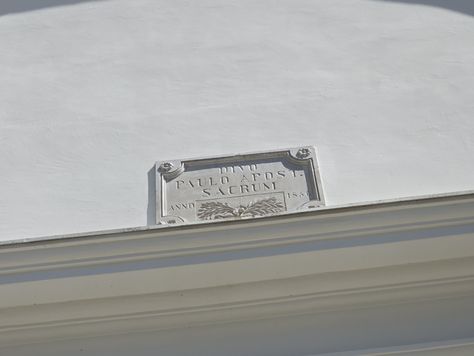 DIVO
PAULO APOST.
SACRUM
ANNO